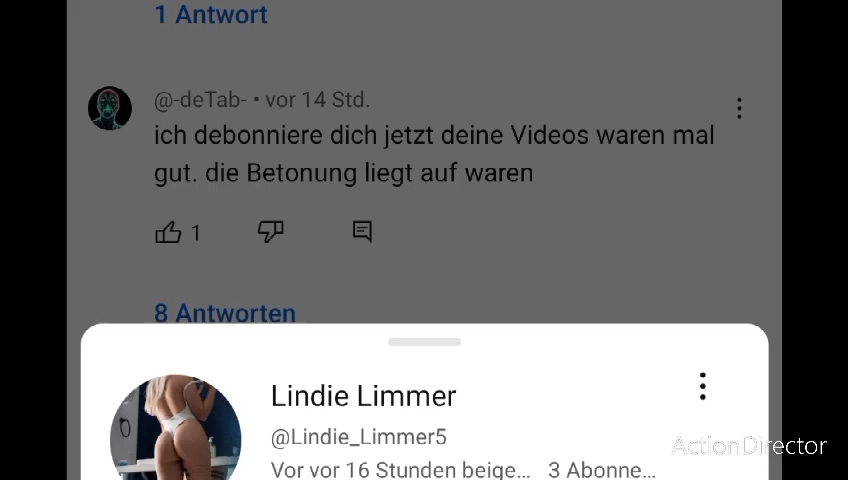 1 Antwort
@-deTab- • vor 14 Std.
ich debonniere dich jetzt deine Videos waren mal
gut. die Betonung liegt auf waren
1
8 Antworten
Lindie Limmer
@Lindie_Limmer5
Vor vor 16 Stunden beige... 3 Abonne...
ActionDirector